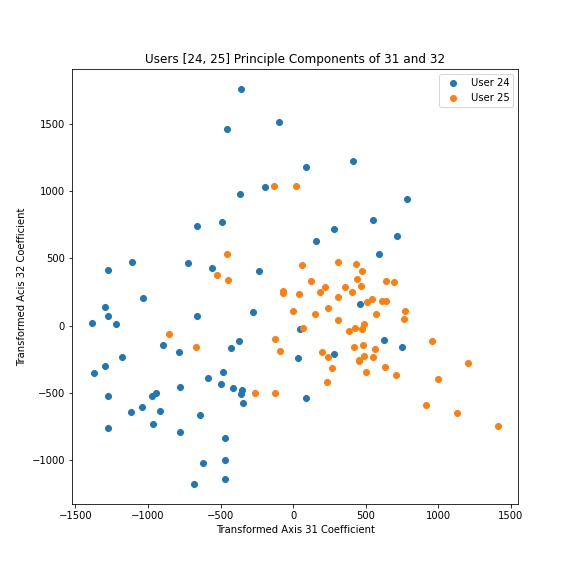 Users [24, 25] Principle Components of 31 and 32
User 24
User 25
Transformed Acis 32 Coefficient
1500
1000
500
0
−500
−1000
−1500
−1000
−500
0
500
1000
1500
Transformed Axis 31 Coefficient